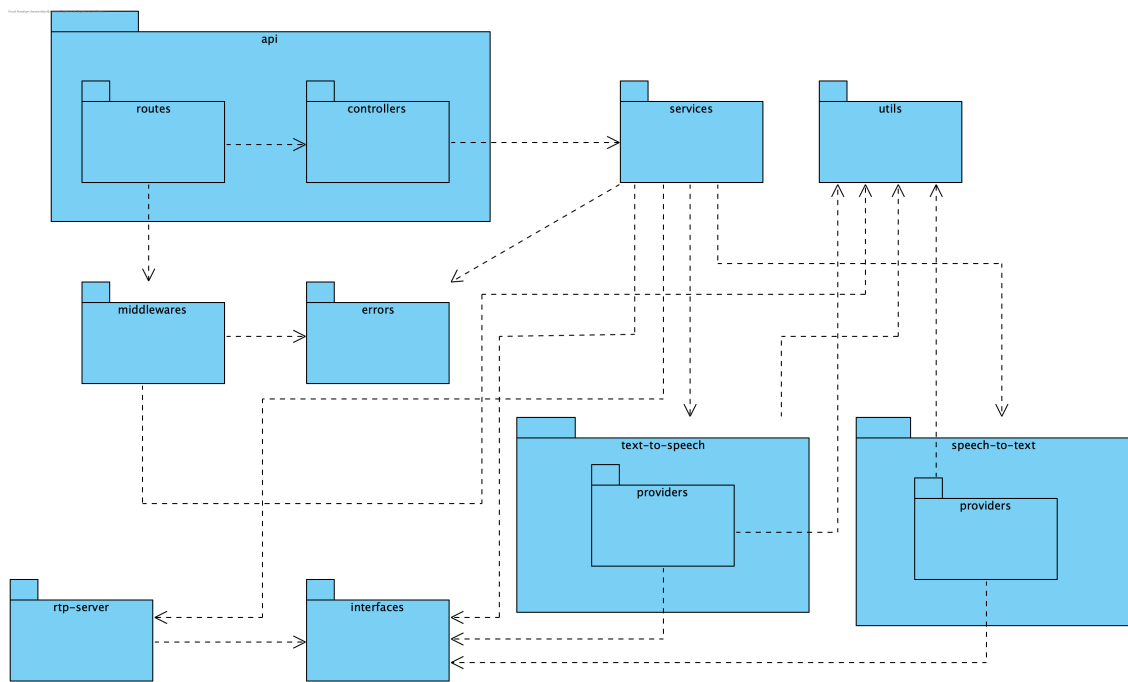 api
routes
controllers
services
utils
middlewares
errors
text-to-speech
speech-to-text
providers
providers
rtp-server
interfaces